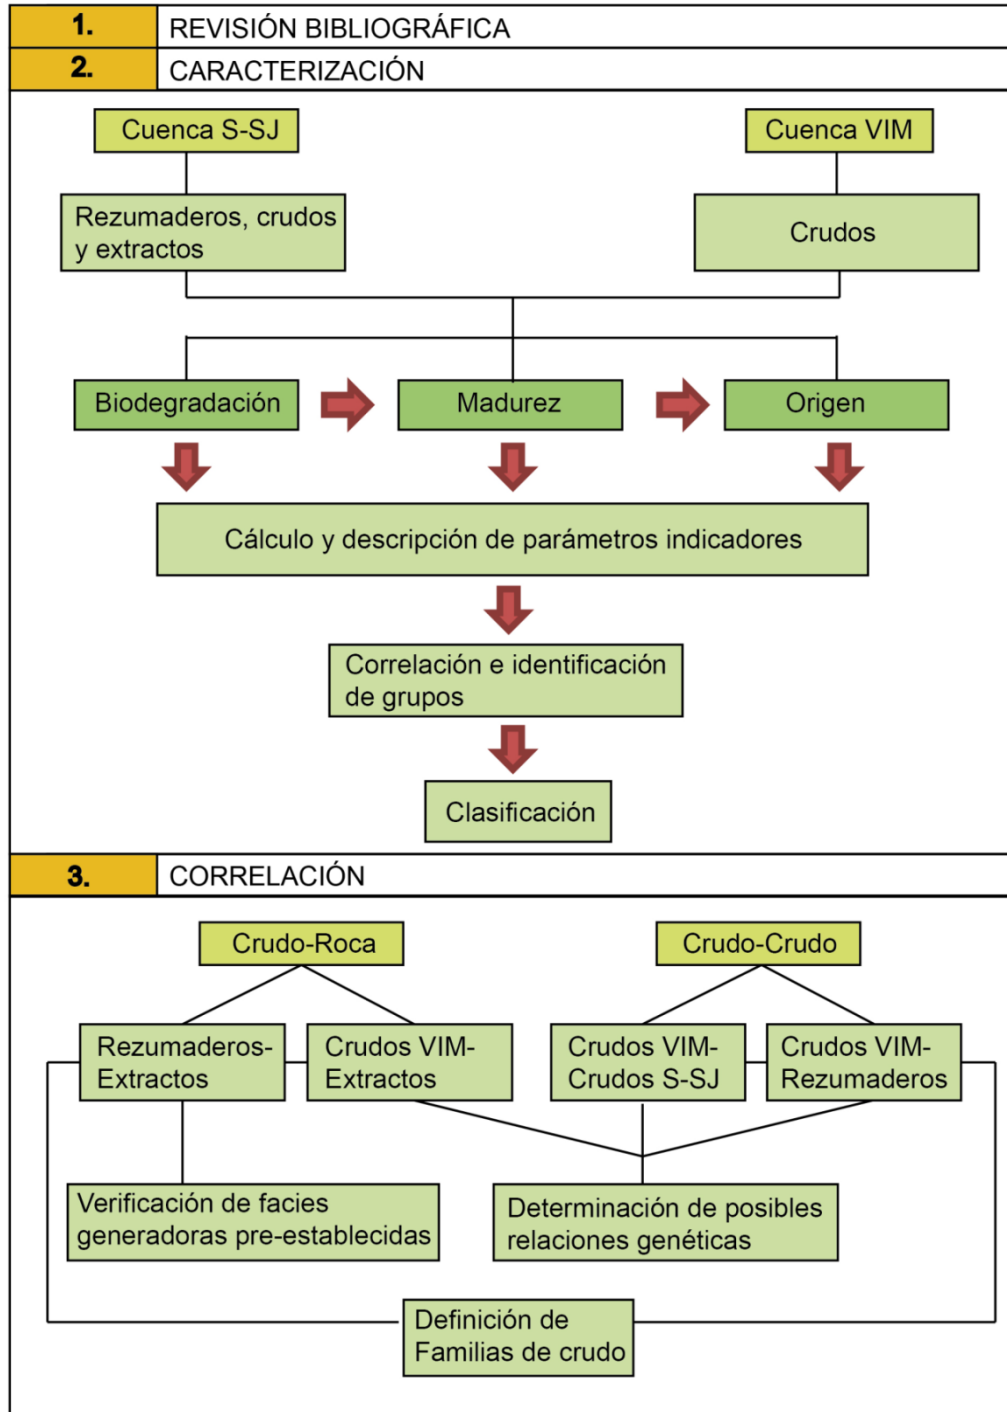 1. REVISIÓN BIBLIOGRÁFICA
2. CARACTERIZACIÓN
Cuenca S-SJ
Cuenca VIM
Rezumaderos, crudos
y extractos
Crudos
Biodegradación
Madurez
Origen
Cálculo y descripción de parámetros indicadores
Correlación e identificación
de grupos
Clasificación
3. CORRELACIÓN
Crudo-Roca
Crudo-Crudo
Rezumaderos-
Extractos
Crudos VIM-
Extractos
Crudos VIM-
Crudos S-SJ
Crudos VIM-
Rezumaderos
Verificación de facies
generadoras pre-establecidas
Determinación de posibles
relaciones genéticas
Definición de
Familias de crudo